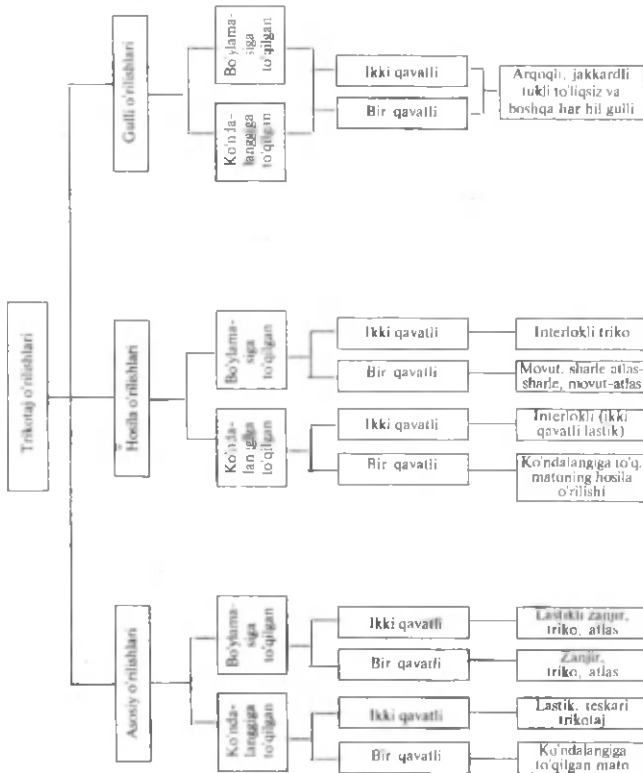 Trikotaj o'rilishlari
Gulli o'rilishlari
Bo'ylama-
siga
to'qilgan
Ko'nda-
langgiga
to'qilgan
Ikki qavatli
Bir qavatli
Arqoqli, jakkardli
tukli to'liqsiz va
boshqa har hil gulli
Hosila o'rilishlari
Bo'ylama-
siga
to'qilgan
Ikki qavatli
Interlokli triko
Bir qavatli
Movut, sharle atlas-
sharle, movut-atlas
Ko'nda-
langiga
to'qilgan
Ikki qavatli
Interlokli (ikki
qavatli lastik)
Bir qavatli
Ko'ndalangiga to'q.
matoning hosila
o'rilishi
Asosiy o'rilishlari
Bo'ylama-
siga
to'qilgan
Ikki qavatli
Lastikli zanjir,
triko, atlas
Bir qavatli
Zanjir,
triko, atlas
Ko'nda-
langgiga
to'qilgan
Ikki qavatli
Lastik, teskari
trikotaj
Bir qavatli
Ko'ndalangiga
to'qilgan mato